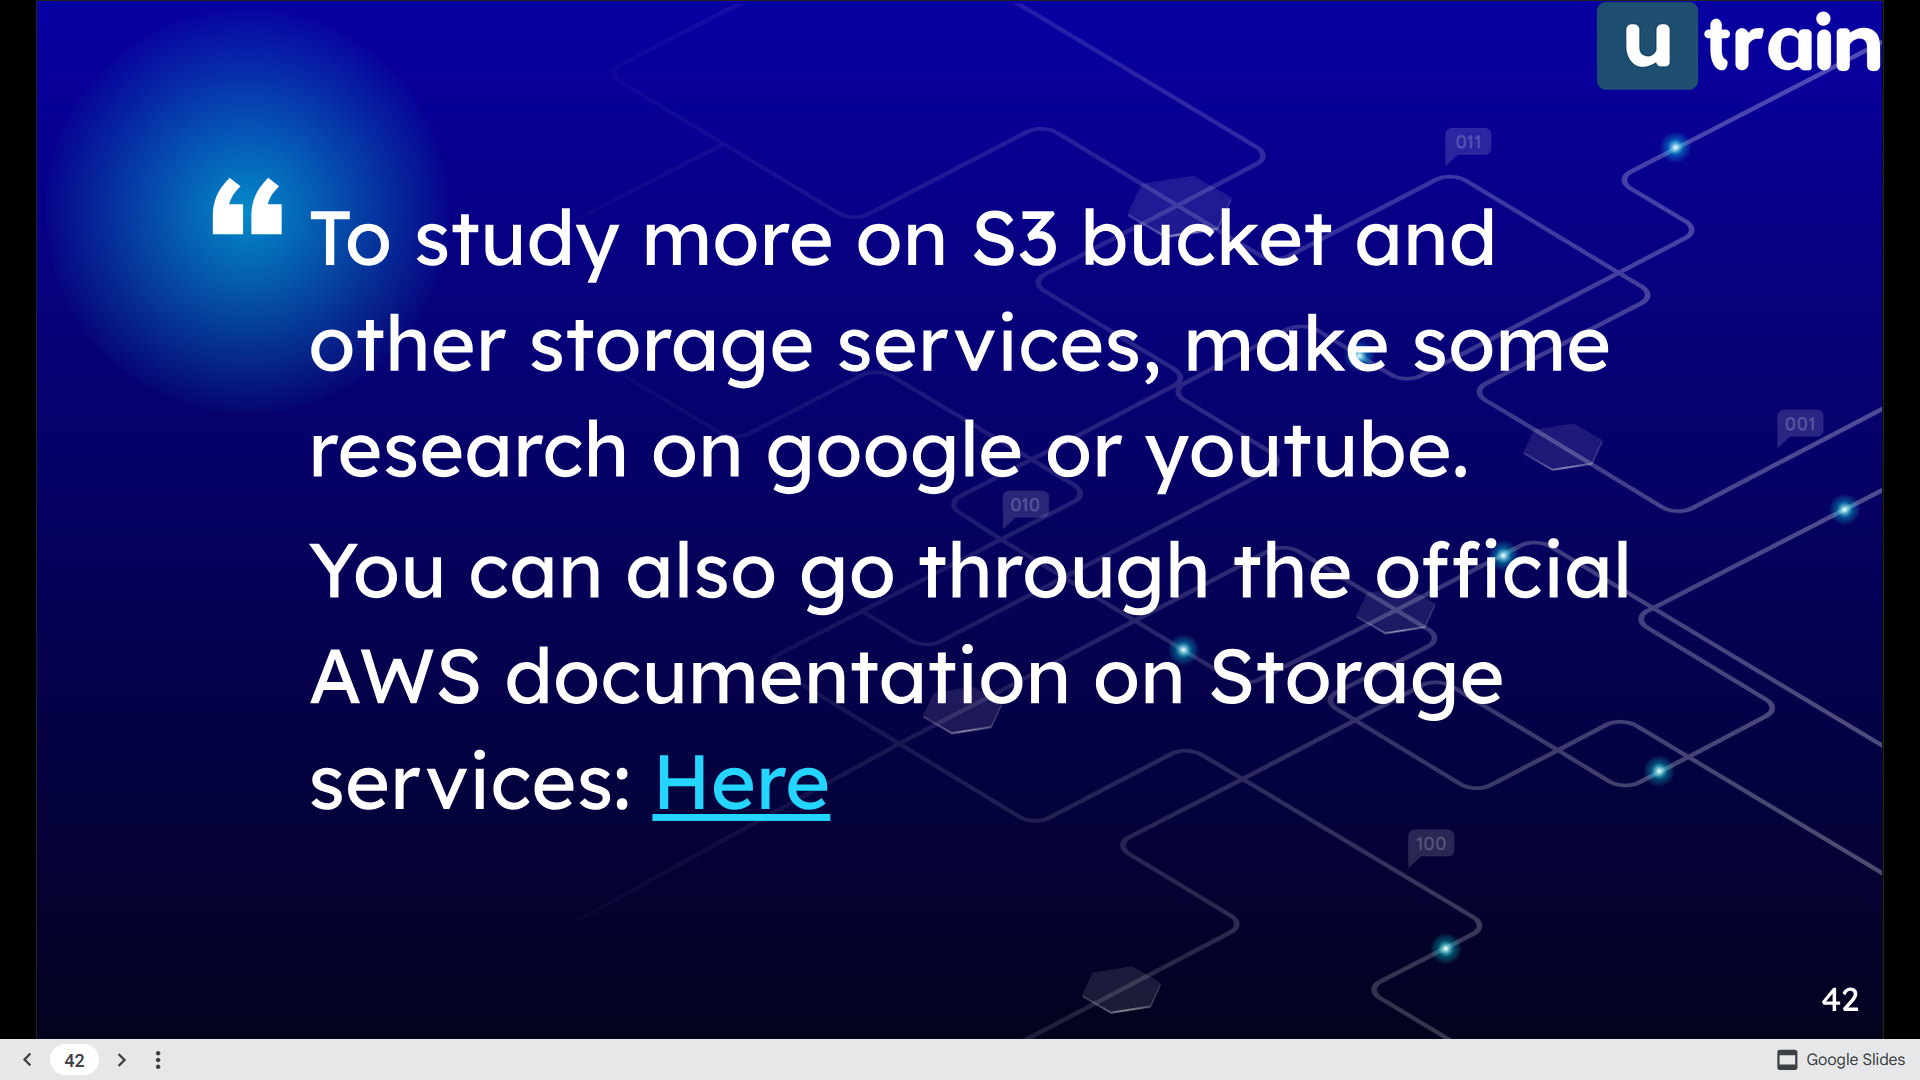 u train
011
“ To study more on S3 bucket and
other storage services, make some
research on google or youtube.
001
010
You can also go through the official
AWS documentation on Storage
services: Here
100
42
42
Google Slides